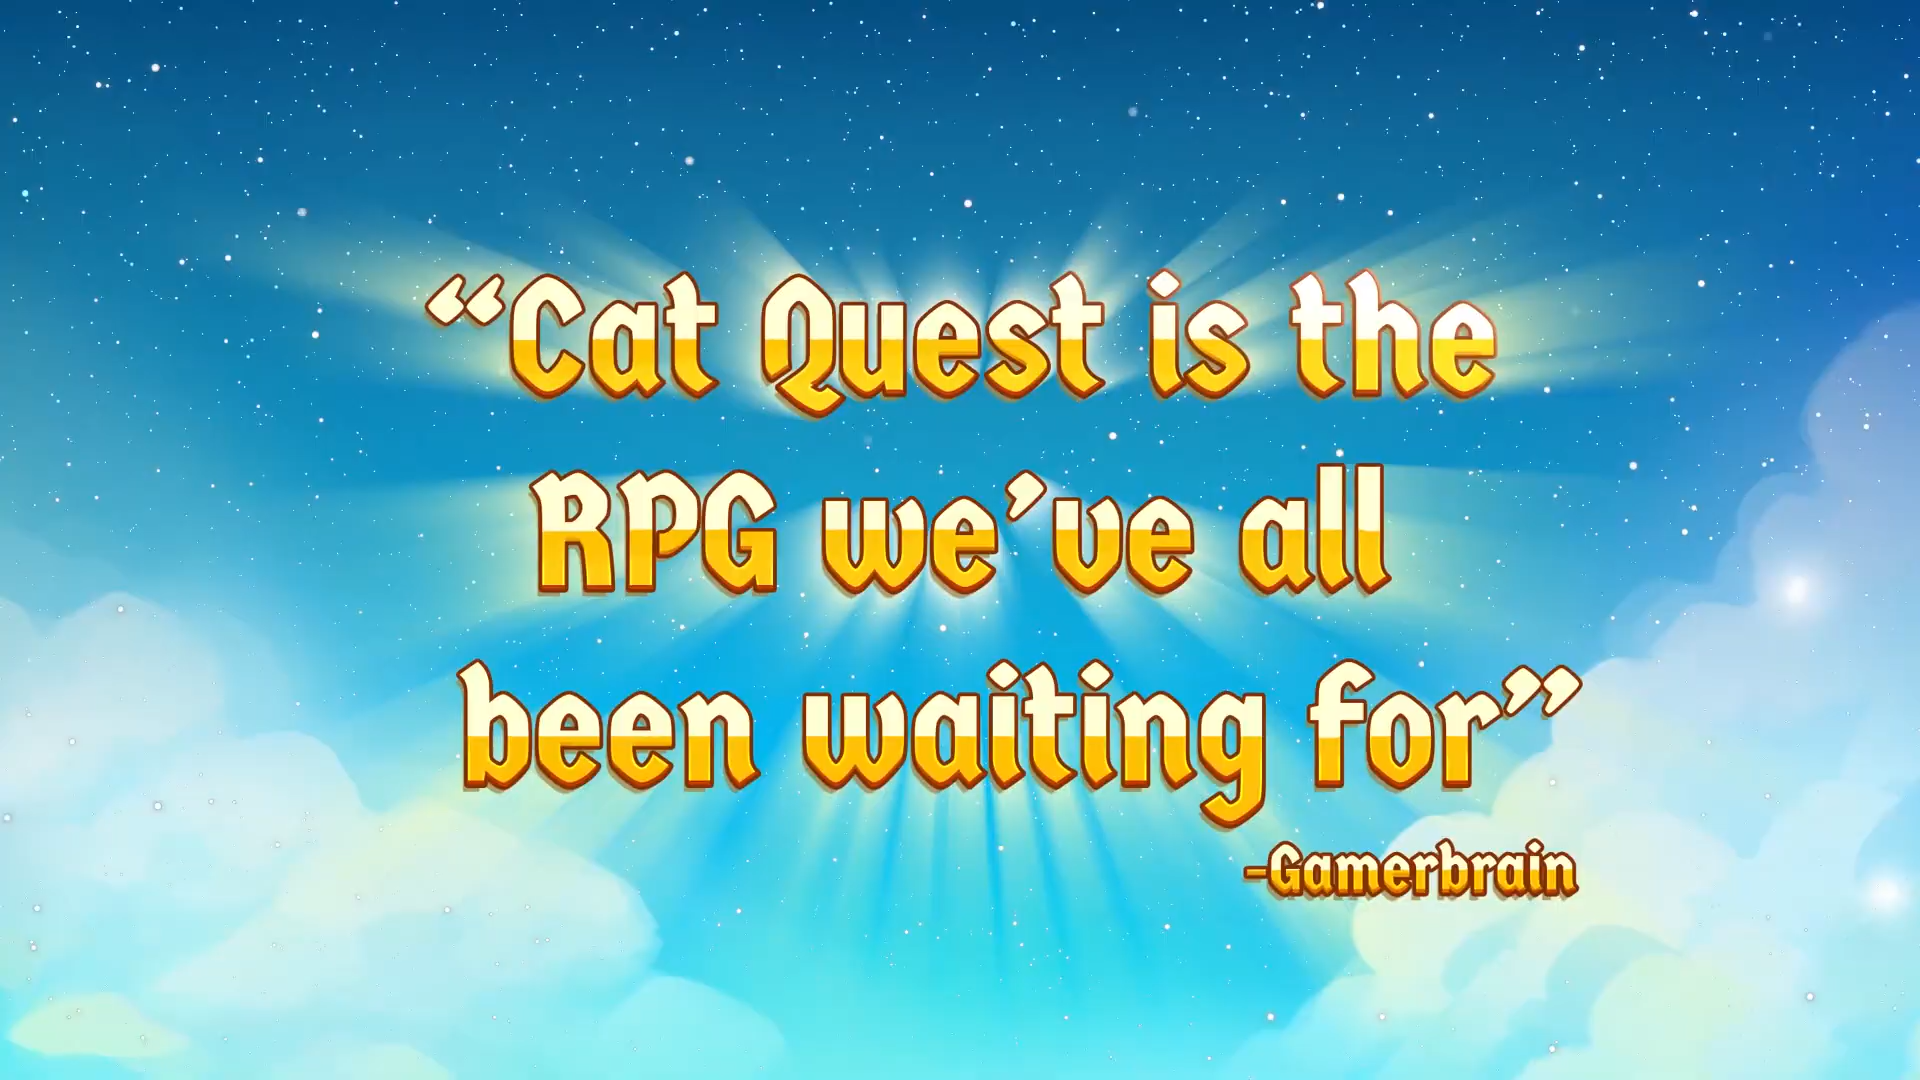 “Cat Quest is the
RPG we’ve all
been waiting for”
-Gamerbrain